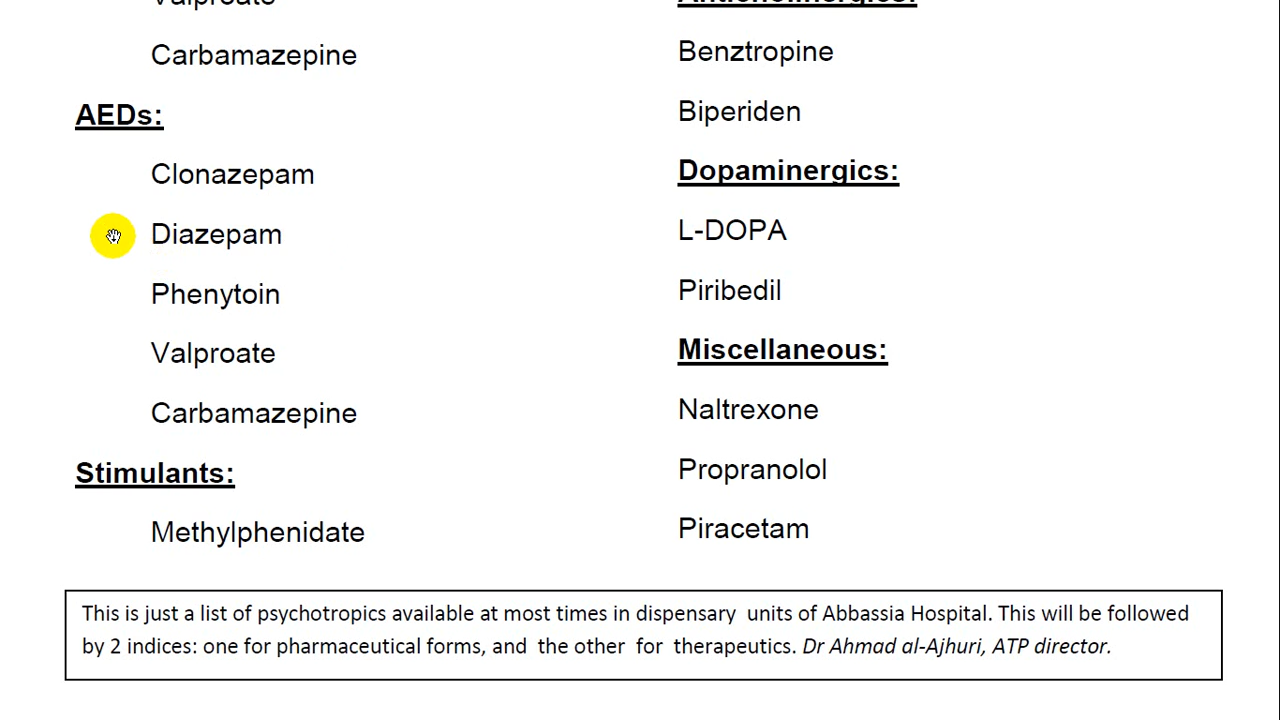 Valproate
Carbamazepine
AEDs:
Clonazepam
Diazepam
Phenytoin
Valproate
Carbamazepine
Stimulants:
Methylphenidate
Anticholinergics:
Benztropine
Biperiden
Dopaminergics:
L-DOPA
Piribedil
Miscellaneous:
Naltrexone
Propranolol
Piracetam
This is just a list of psychotropics available at most times in dispensary units of Abbassia Hospital. This will be followed
by 2 indices: one for pharmaceutical forms, and the other for therapeutics. Dr Ahmad al-Ajhuri, ATP director.